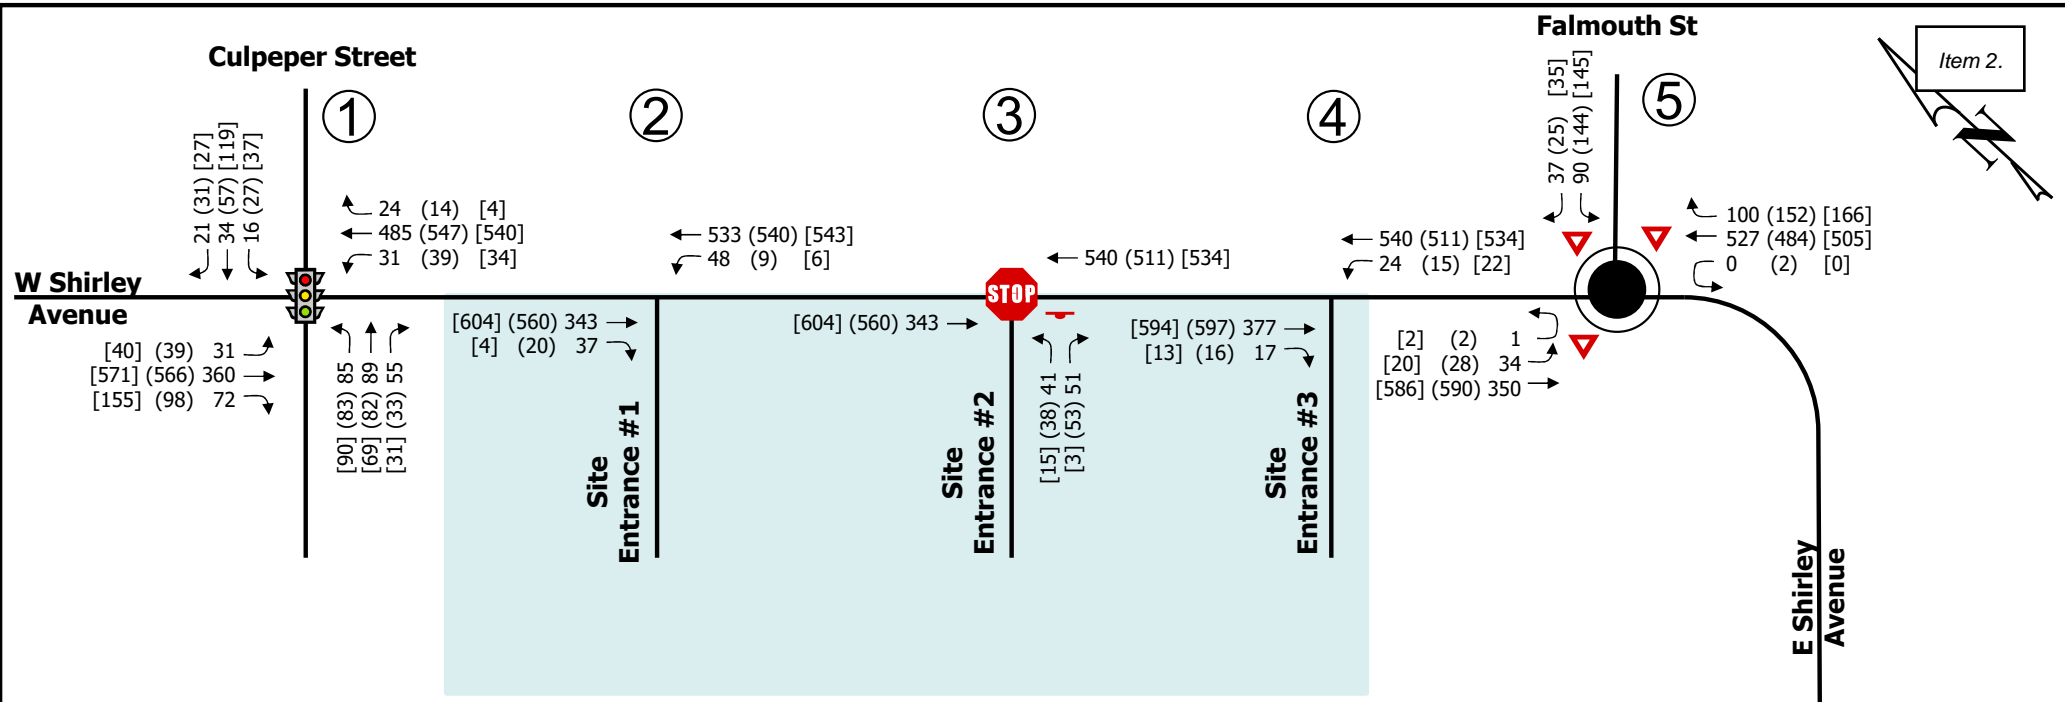 Culpeper Street
Falmouth St
Item 2.
1
2
3
4
5
21 (31) [27]
34 (57) [119]
16 (27) [37]
24 (14) [4]
485 (547) [540]
31 (39) [34]
533 (540) [543]
48 (9) [6]
540 (511) [534]
540 (511) [534]
24 (15) [22]
37 (25) [35]
90 (144) [145]
100 (152) [166]
527 (484) [505]
0 (2) [0]
W Shirley
Avenue
STOP
[40] (39) 31
[571] (566) 360
[155] (98) 72
[90] (83) 85
[69] (82) 89
[31] (33) 55
[604] (560) 343
[4] (20) 37
[604] (560) 343
[15] (38) 41
[3] (53) 51
[594] (597) 377
[13] (16) 17
[2] (2) 1
[20] (28) 34
[586] (590) 350
Site
Entrance #1
Site
Entrance #2
Site
Entrance #3
E Shirley
Avenue
N